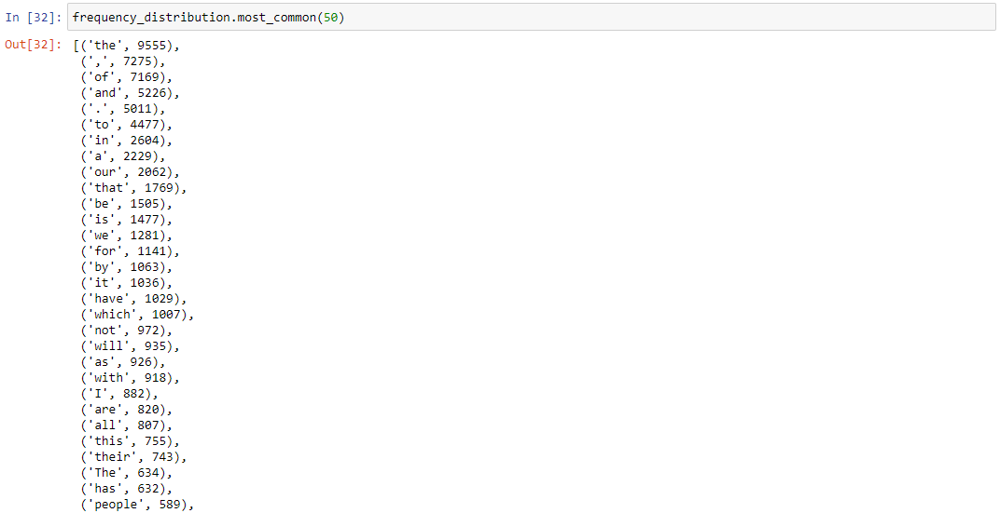 In [32]: frequency_distribution.most_common(50)
Out[32]: [('the', 9555),
(',', 7275),
('of', 7169),
('and', 5226),
('.', 5011),
('to', 4477),
('in', 2604),
('a', 2229),
('our', 2062),
('that', 1769),
('be', 1505),
('is', 1477),
('we', 1281),
('for', 1141),
('by', 1063),
('it', 1036),
('have', 1029),
('which', 1007),
('not', 972),
('will', 935),
('as', 926),
('with', 918),
('I', 882),
('are', 820),
('all', 807),
('this', 755),
('their', 743),
('The', 634),
('has', 632),
('people', 589),